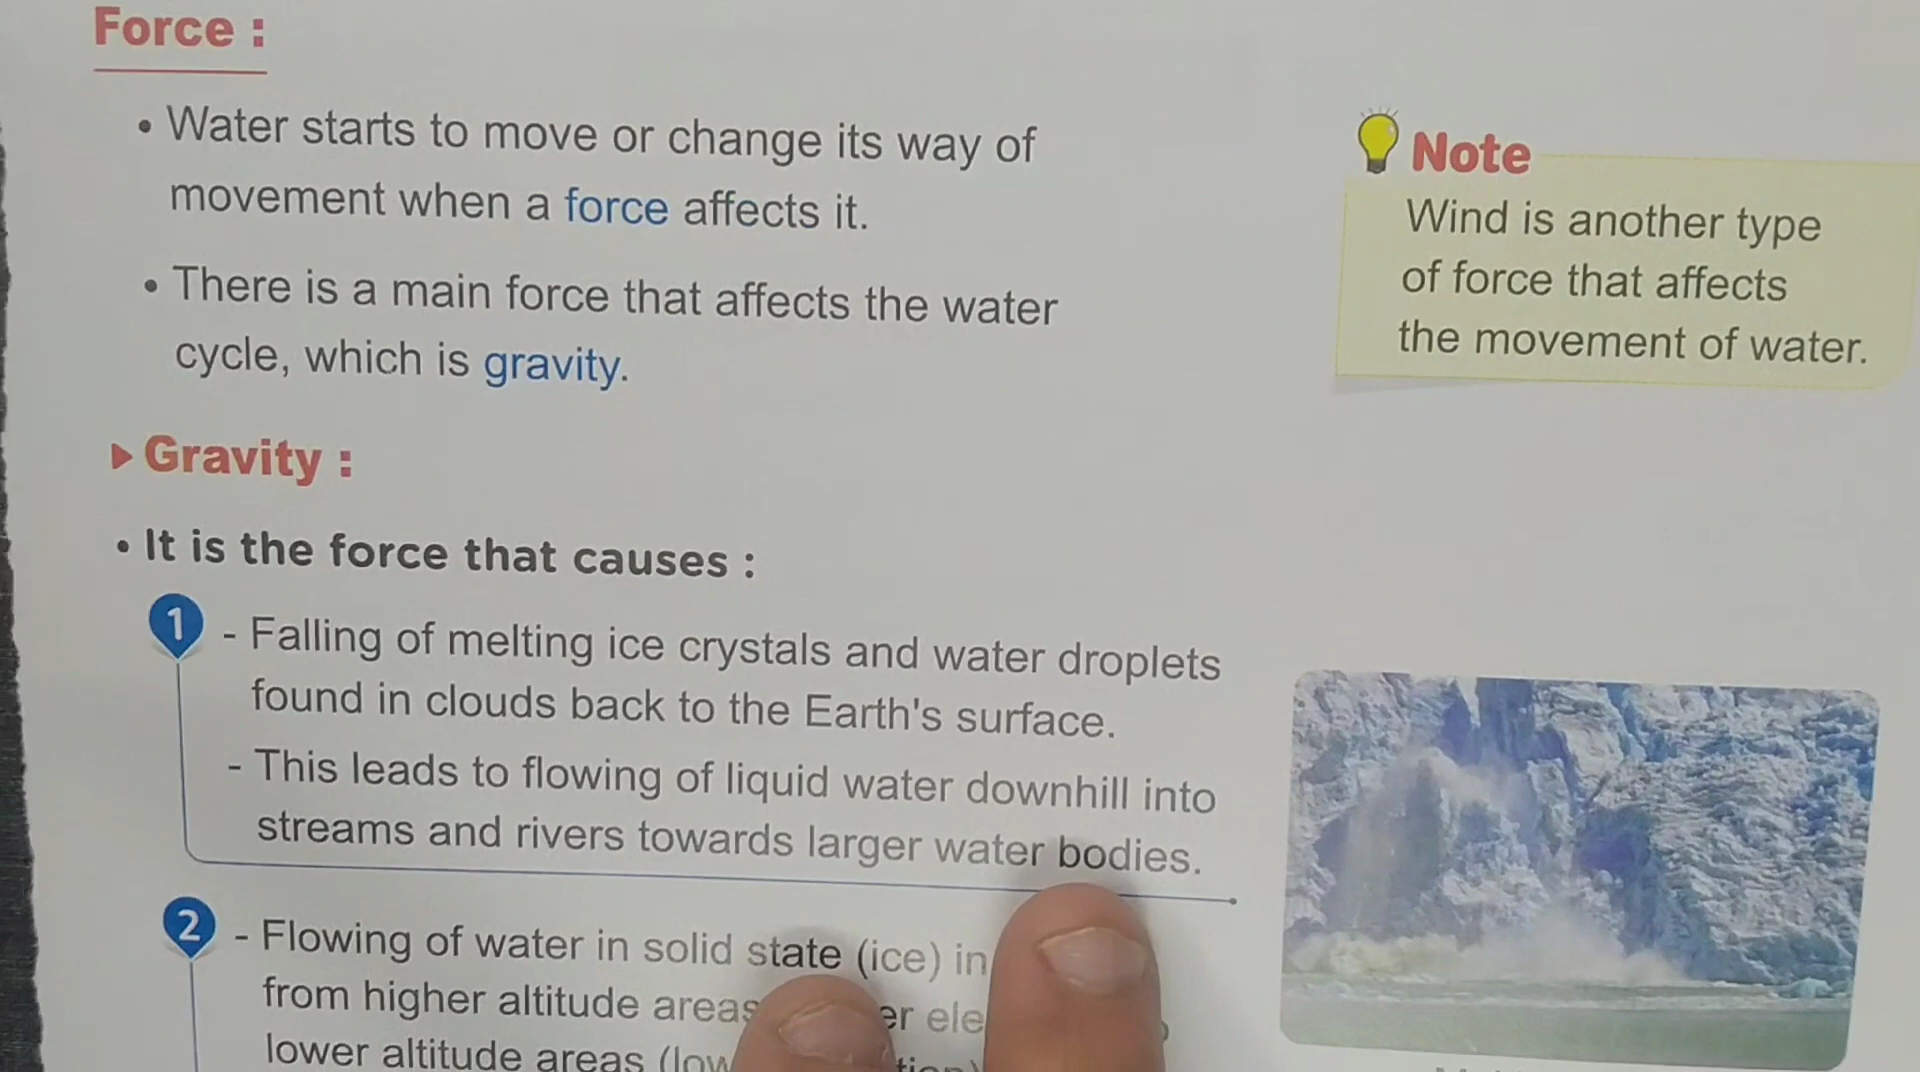 Force :
• Water starts to move or change its way of
movement when a force affects it.
• There is a main force that affects the water
cycle, which is gravity.
Note
Wind is another type
of force that affects
the movement of water.
Gravity :
• It is the force that causes :
1 - Falling of melting ice crystals and water droplets
found in clouds back to the Earth's surface.
- This leads to flowing of liquid water downhill into
streams and rivers towards larger water bodies.
2 - Flowing of water in solid state (ice) in
from higher altitude areas
lower altitude areas